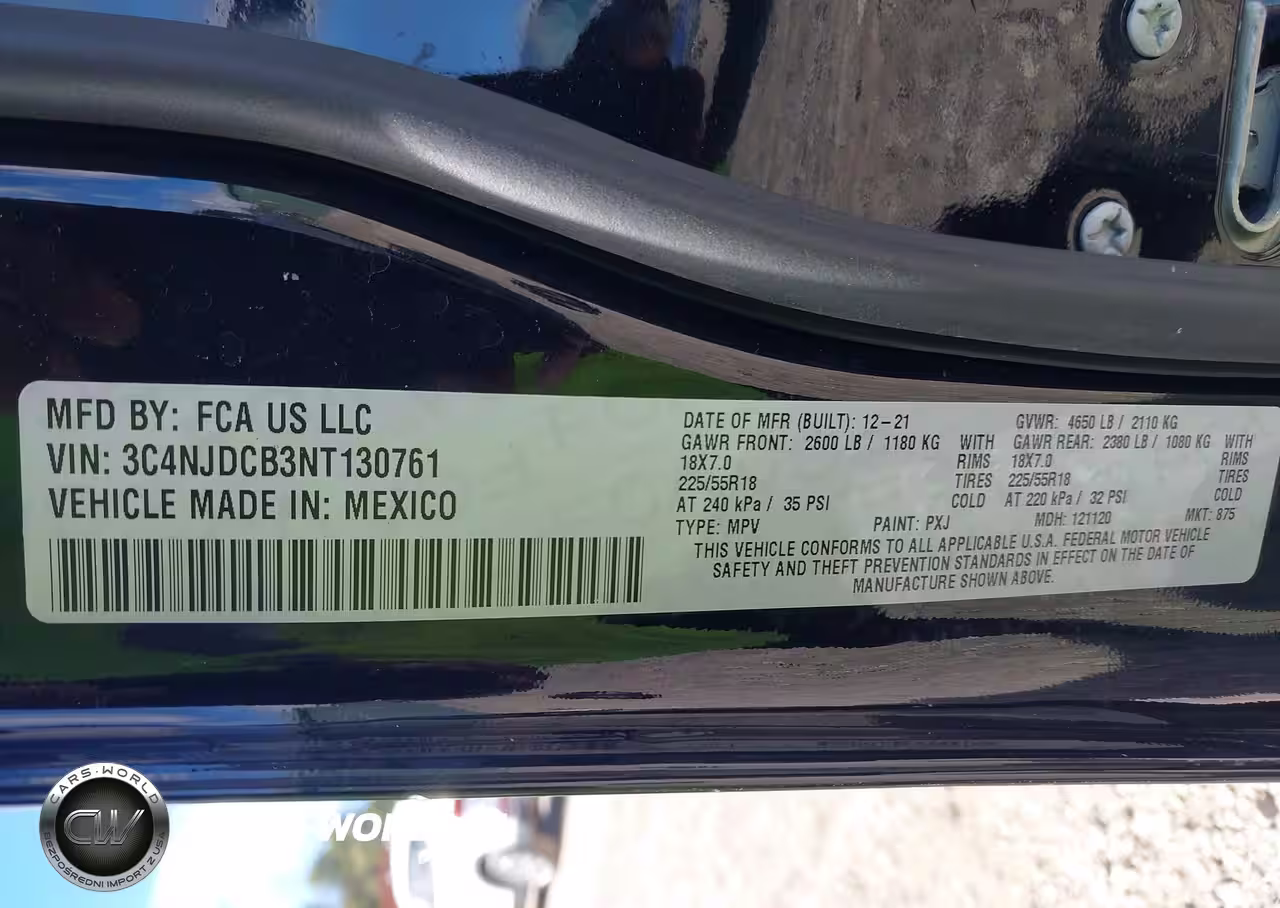 MFD BY: FCA US LLC
VIN: 3C4NJDCB3NT130761
VEHICLE MADE IN: MEXICO
DATE OF MFR (BUILT): 12-21 GVWR: 4650 LB / 2110 KG
GAWR FRONT: 2600 LB / 1180 KG WITH GAWR REAR: 2380 LB / 1080 KG WITH
18X7.0 RIMS 18X7.0 RIMS
225/55R18 TIRES 225/55R18 TIRES
AT 240 kPa / 35 PSI COLD AT 220 kPa / 32 PSI COLD
TYPE: MPV PAINT: PXJ MDH: 121120 MKT: 875
THIS VEHICLE CONFORMS TO ALL APPLICABLE U.S.A. FEDERAL MOTOR VEHICLE
SAFETY AND THEFT PREVENTION STANDARDS IN EFFECT ON THE DATE OF
MANUFACTURE SHOWN ABOVE.
CARS-WORLD
CW
BEZPOŚREDNI IMPORT Z USA